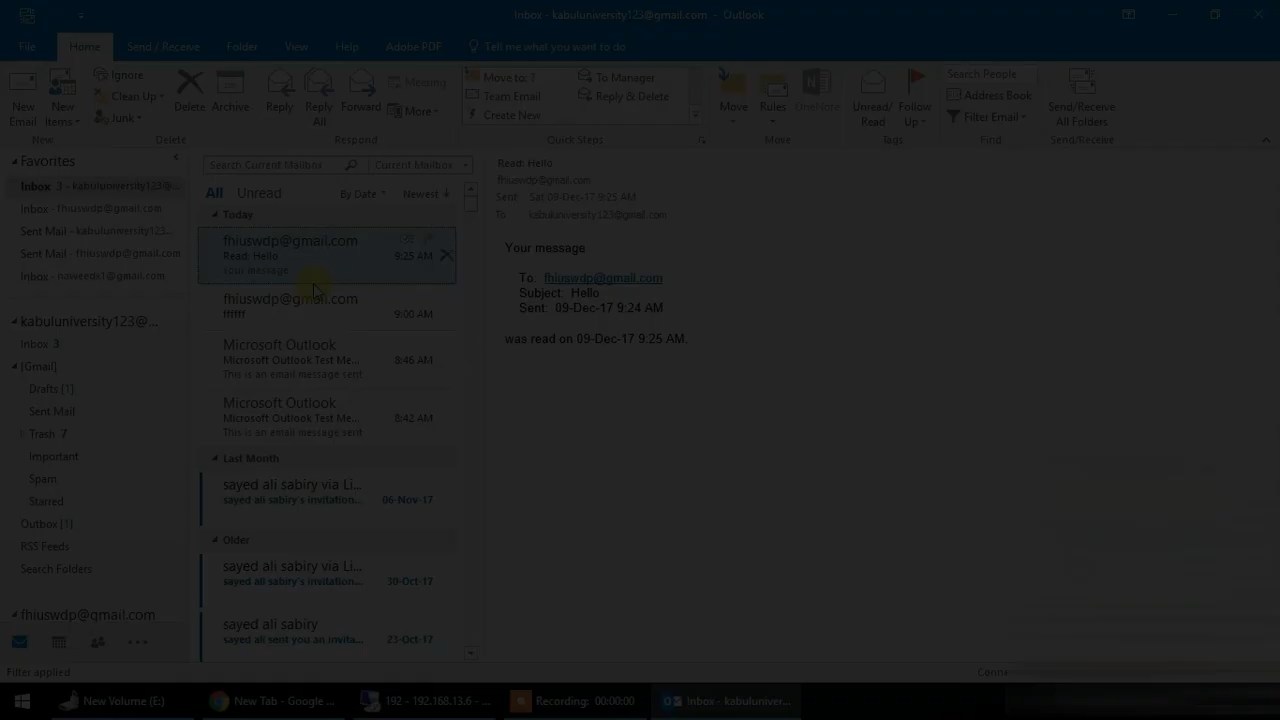 Inbox - kabuluniversity123@gmail.com - Outlook
File Home Send / Receive Folder View Help Adobe PDF Tell me what you want to do
New Email
New Items
Ignore
Clean Up
Junk
Delete
Archive
Reply
Reply All
Forward
Meeting
More
Move to: ?
Team Email
Create New
To Manager
Reply & Delete
Move
Rules
OneNote
Unread/ Read
Follow Up
Search People
Address Book
Filter Email
Send/Receive All Folders
New Delete Respond Quick Steps Move Tags Find Send/Receive
Favorites
Inbox 3 - kabuluniversity123@...
Inbox - fhiuswdp@gmail.com
Sent Mail - kabuluniversity123...
Sent Mail - fhiuswdp@gmail.com
Inbox - naweeds1@gmail.com
kabuluniversity123@...
Inbox 3
[Gmail]
Drafts [1]
Sent Mail
Trash 7
Important
Spam
Starred
Outbox [1]
RSS Feeds
Search Folders
fhiuswdp@gmail.com
Search Current Mailbox Current Mailbox
All Unread By Date Newest ↓
Today
fhiuswdp@gmail.com
Read: Hello 9:25 AM
Your message
fhiuswdp@gmail.com
ffffff 9:00 AM
Microsoft Outlook
Microsoft Outlook Test Me... 8:46 AM
This is an email message sent
Microsoft Outlook
Microsoft Outlook Test Me... 8:42 AM
This is an email message sent
Last Month
sayed ali sabiry via Li...
sayed ali sabiry's invitation... 06-Nov-17
Older
sayed ali sabiry via Li...
sayed ali sabiry's invitation... 30-Oct-17
sayed ali sabiry
sayed ali sent you an invita... 23-Oct-17
Read: Hello
fhiuswdp@gmail.com
Sent: Sat 09-Dec-17 9:25 AM
To kabuluniversity123@gmail.com
Your message
To: fhiuswdp@gmail.com
Subject: Hello
Sent: 09-Dec-17 9:24 AM
was read on 09-Dec-17 9:25 AM.
Filter applied
New Volume (E:) New Tab - Google ... 192 - 192.168.13.6 - ... Recording: 00:00:00 Inbox - kabuluniver...